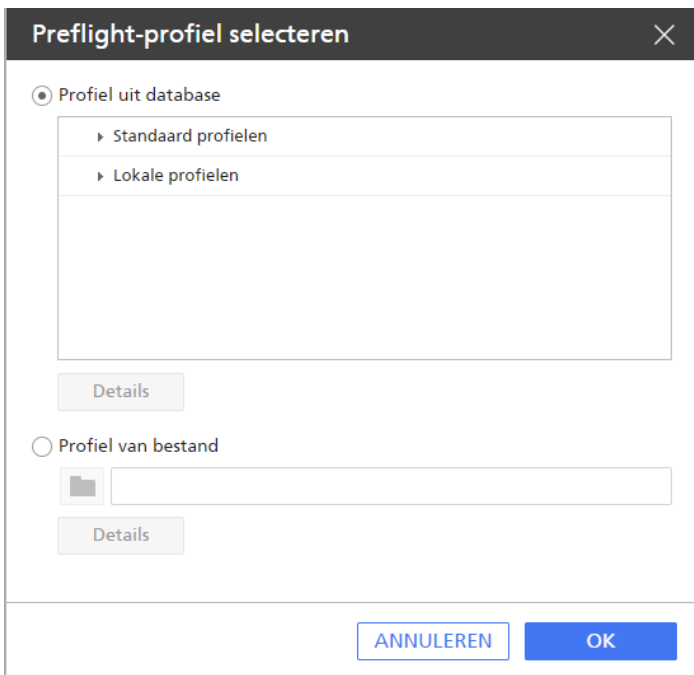 Preflight-profiel selecteren
Profiel uit database
Standaard profielen
Lokale profielen
Details
Profiel van bestand
Details
ANNULEREN OK